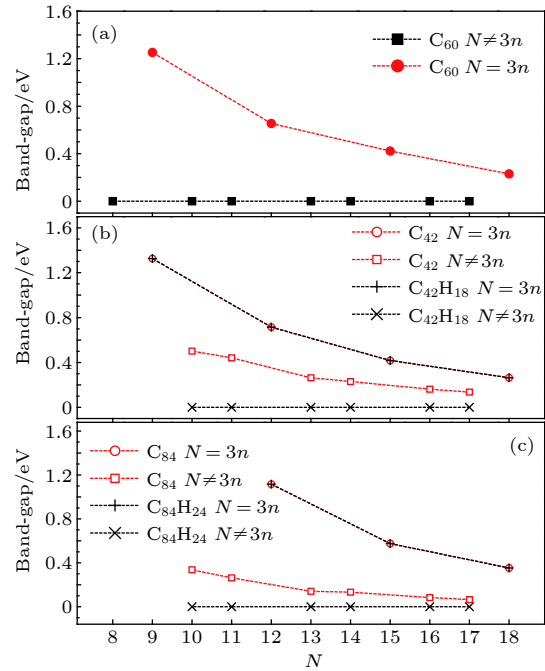 (a)
C₆₀ N≠3n
C₆₀ N = 3n
Band-gap/eV
1.6
1.2
0.8
0.4
0
(b)
C₄₂ N = 3n
C₄₂ N≠3n
C₄₂H₁₈ N = 3n
C₄₂H₁₈ N≠3n
Band-gap/eV
1.6
1.2
0.8
0.4
0
(c)
C₈₄ N = 3n
C₈₄ N≠3n
C₈₄H₂₄ N = 3n
C₈₄H₂₄ N≠3n
Band-gap/eV
1.6
1.2
0.8
0.4
0
8 9 10 11 12 13 14 15 16 17 18
N